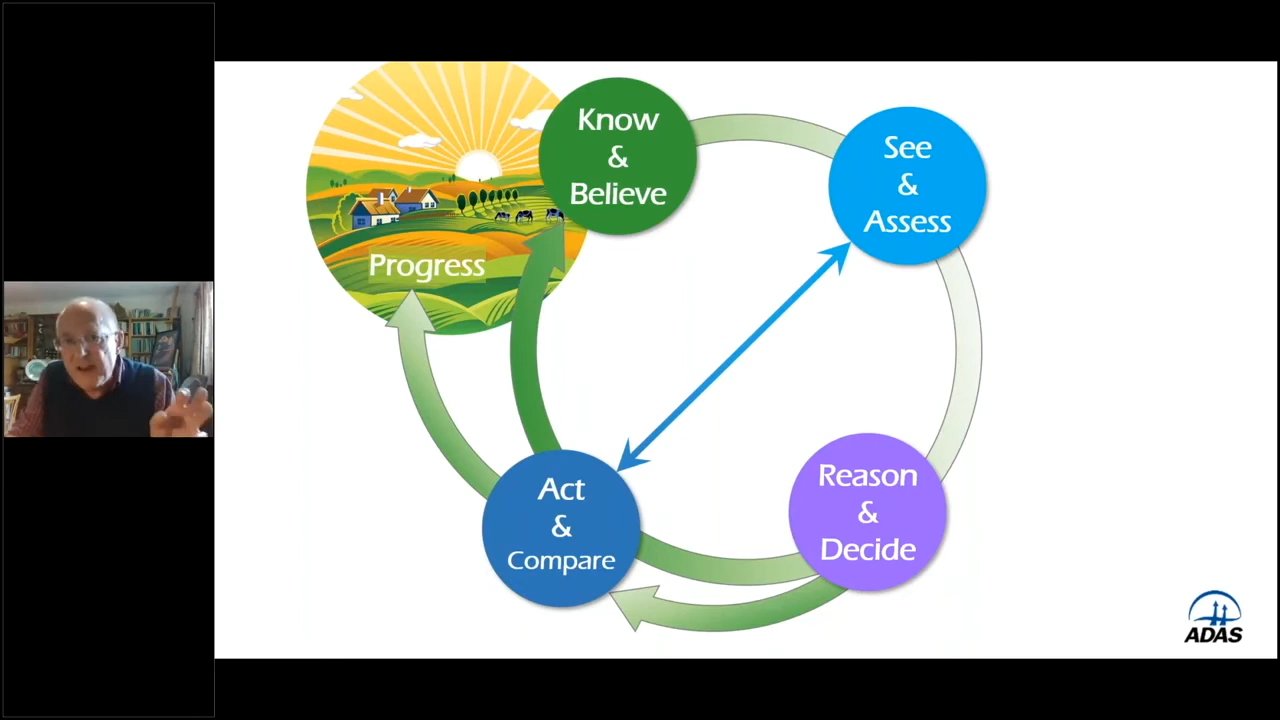 Know
&
Believe
See
&
Assess
Progress
Reason
&
Decide
Act
&
Compare
ADAS